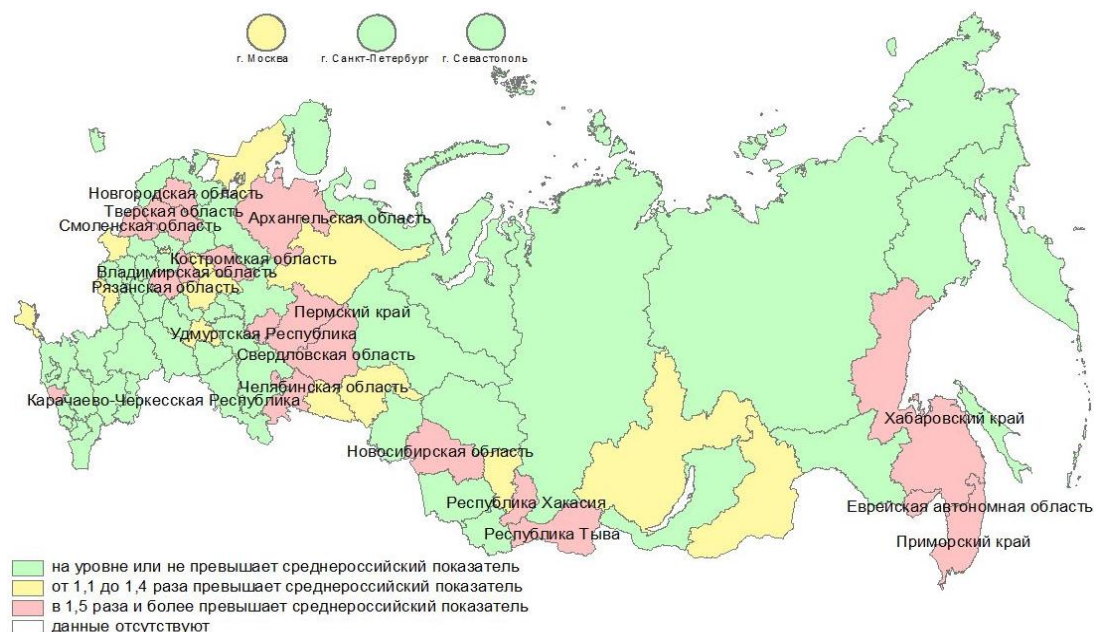 г. Москва
г. Санкт-Петербург
г. Севастополь
Новгородская область
Тверская область
Смоленская область
Архангельская область
Костромская область
Владимирская область
Рязанская область
Пермский край
Удмуртская Республика
Свердловская область
Челябинская область
Карачаево-Черкесская Республика
Хабаровский край
Новосибирская область
Республика Хакасия
Еврейская автономная область
Республика Тыва
Приморский край
на уровне или не превышает среднероссийский показатель
от 1,1 до 1,4 раза превышает среднероссийский показатель
в 1,5 раза и более превышает среднероссийский показатель
данные отсутствуют